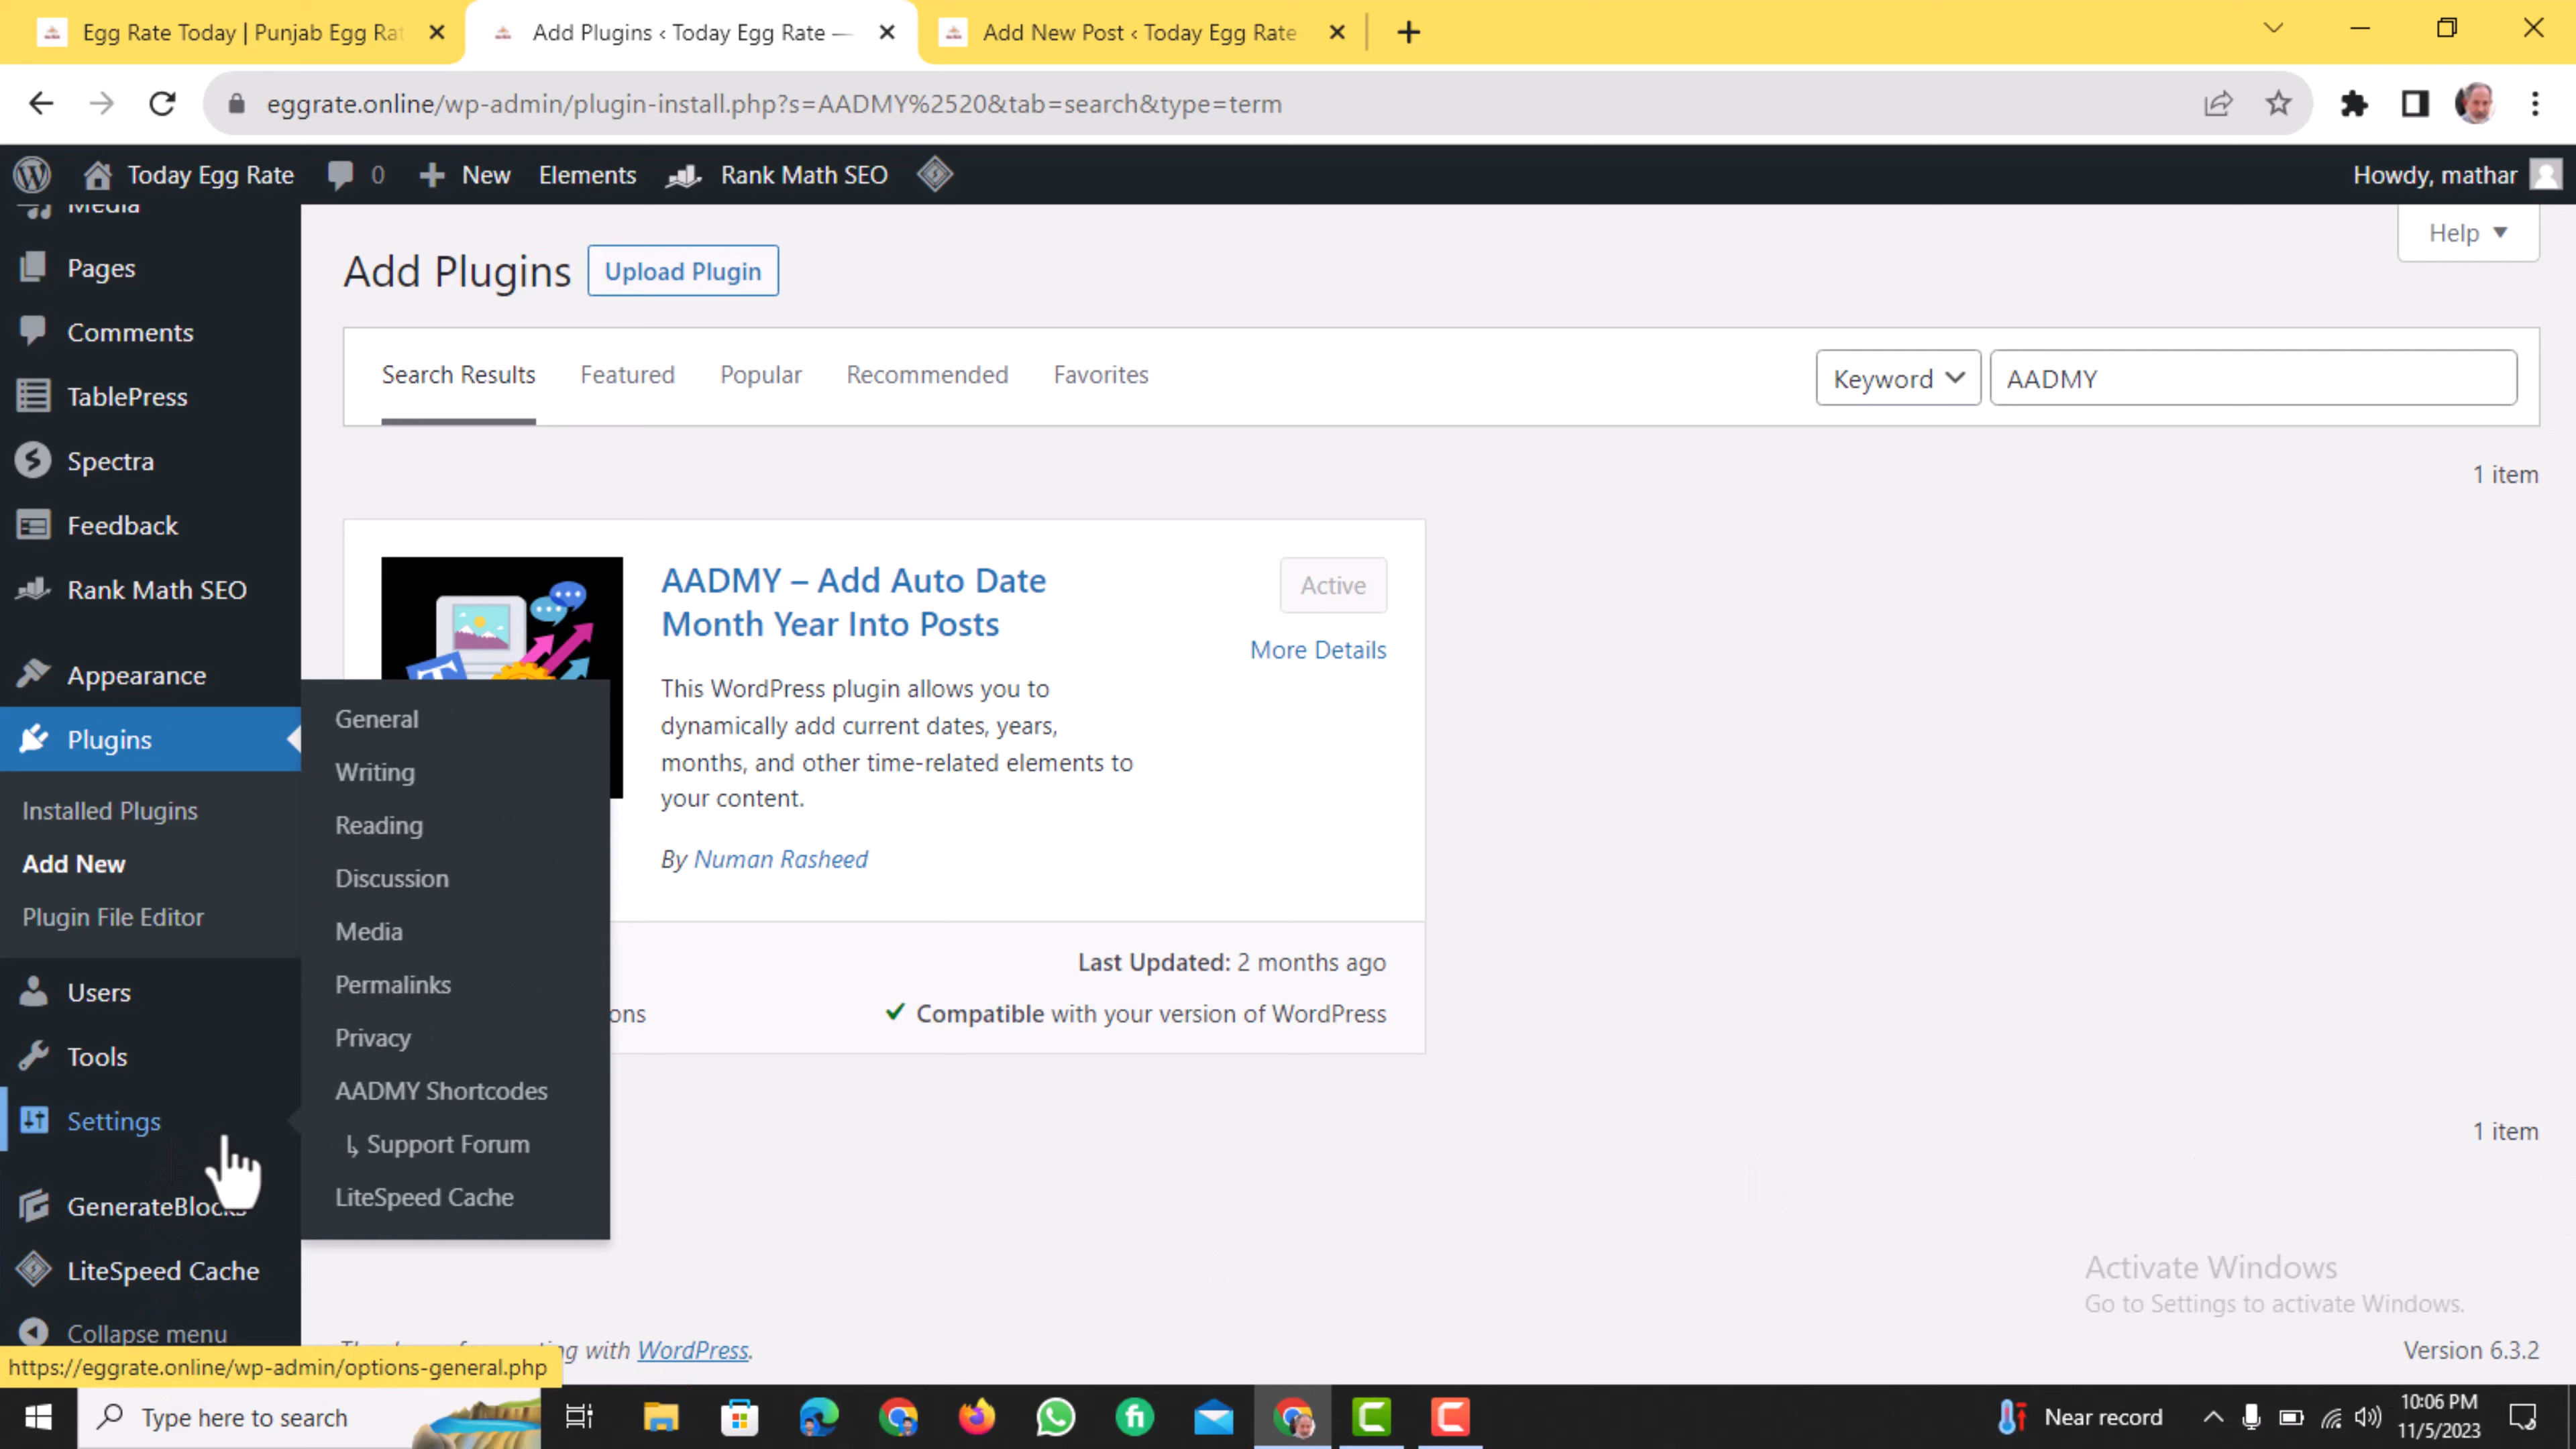 Egg Rate Today | Punjab Egg Rat
Add Plugins ‹ Today Egg Rate —
Add New Post ‹ Today Egg Rate
eggrate.online/wp-admin/plugin-install.php?s=AADMY%2520&tab=search&type=term
Today Egg Rate
0
New
Elements
Rank Math SEO
Howdy, mathar
Media
Pages
Comments
TablePress
Spectra
Feedback
Rank Math SEO
Appearance
Plugins
Installed Plugins
Add New
Plugin File Editor
Users
Tools
Settings
GenerateBlocks
LiteSpeed Cache
Collapse menu
General
Writing
Reading
Discussion
Media
Permalinks
Privacy
AADMY Shortcodes
↳ Support Forum
LiteSpeed Cache
Help
Add Plugins
Upload Plugin
Search Results
Featured
Popular
Recommended
Favorites
Keyword
AADMY
1 item
AADMY – Add Auto Date
Month Year Into Posts
Active
More Details
This WordPress plugin allows you to
dynamically add current dates, years,
months, and other time-related elements to
your content.
By Numan Rasheed
Last Updated: 2 months ago
ons
Compatible with your version of WordPress
1 item
Activate Windows
Go to Settings to activate Windows.
ng with WordPress.
Version 6.3.2
https://eggrate.online/wp-admin/options-general.php
Type here to search
Near record
10:06 PM
11/5/2023